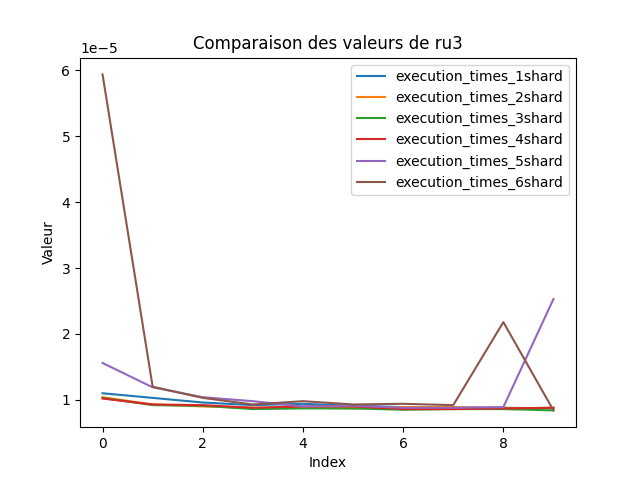 Comparaison des valeurs de ru3
1e−5
6
5
4
3
2
1
Valeur
execution_times_1shard
execution_times_2shard
execution_times_3shard
execution_times_4shard
execution_times_5shard
execution_times_6shard
0 2 4 6 8
Index